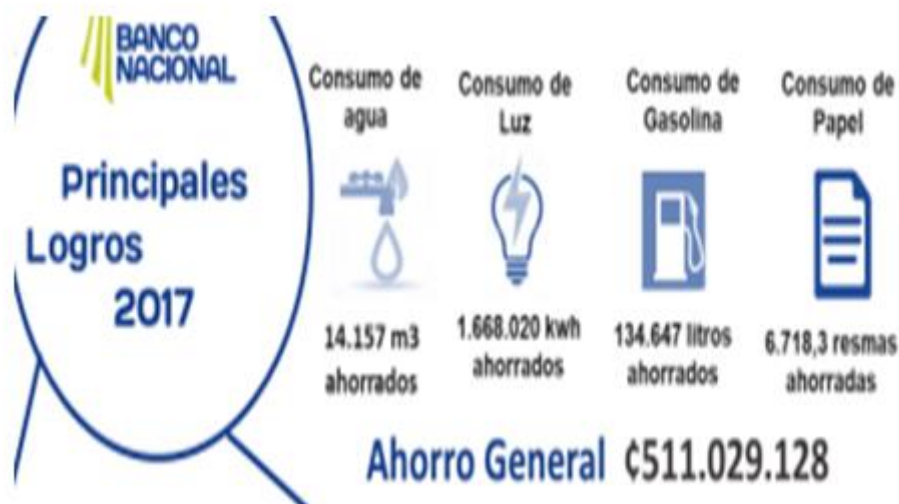 BANCO
NACIONAL
Principales
Logros
2017
Consumo de
agua
14.157 m3
ahorrados
Consumo de
Luz
1.668.020 kwh
ahorrados
Consumo de
Gasolina
134.647 litros
ahorrados
Consumo de
Papel
6.718,3 resmas
ahorradas
Ahorro General ¢511.029.128